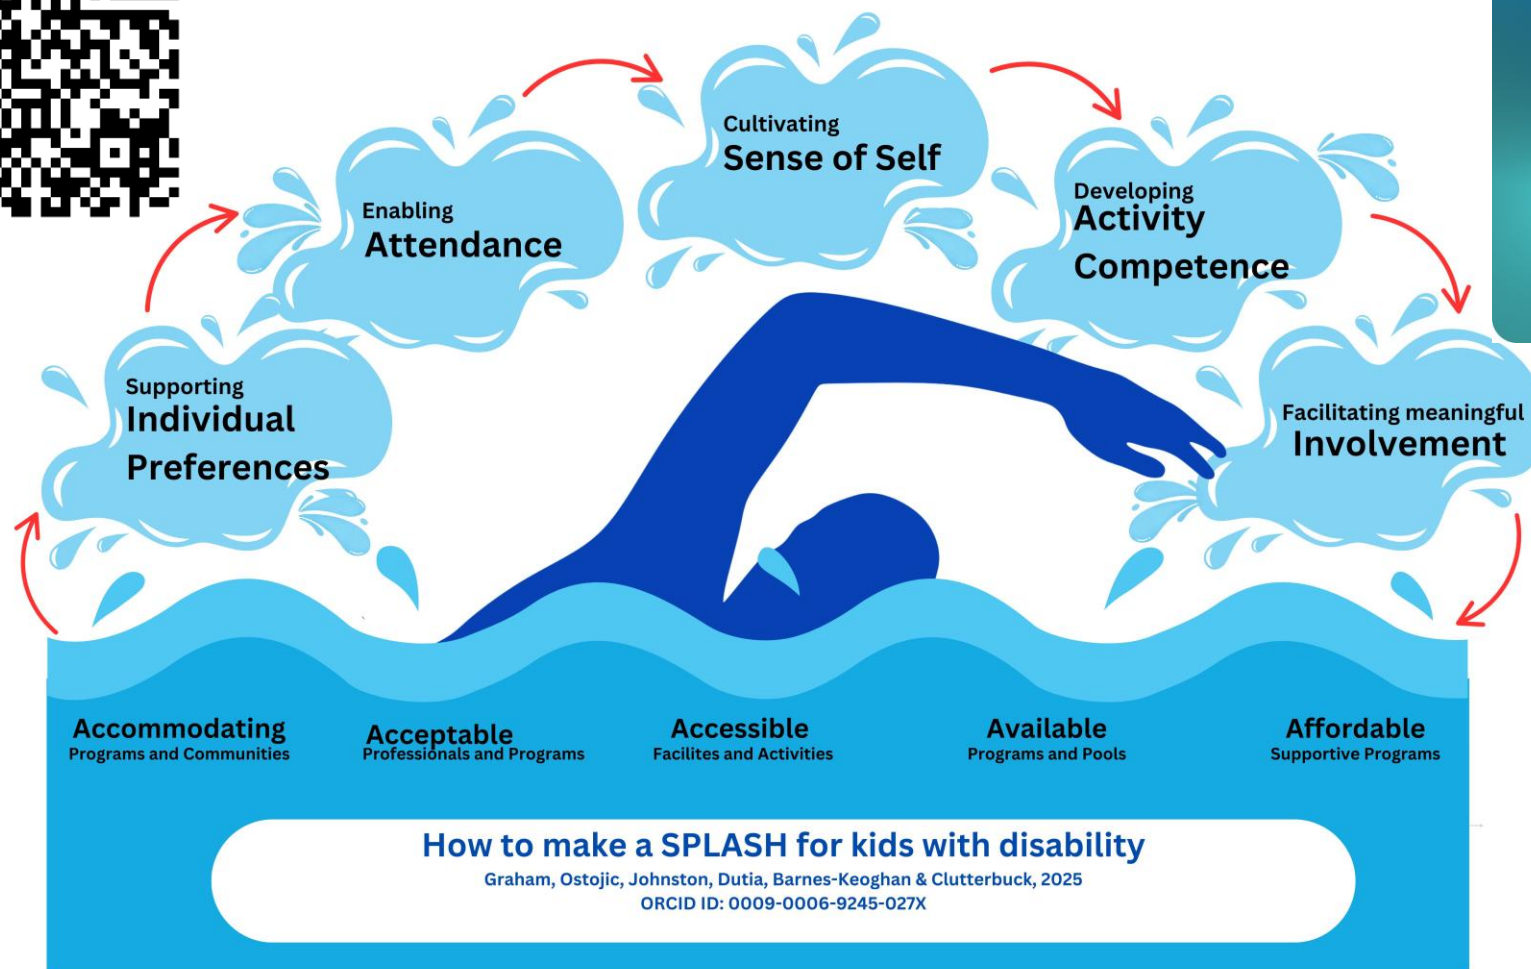 Cultivating
Sense of Self
Enabling
Attendance
Developing
Activity
Competence
Supporting
Individual
Preferences
Facilitating meaningful
Involvement
Accommodating
Programs and Communities
Acceptable
Professionals and Programs
Accessible
Facilites and Activities
Available
Programs and Pools
Affordable
Supportive Programs
How to make a SPLASH for kids with disability
Graham, Ostojic, Johnston, Dutia, Barnes-Keoghan & Clutterbuck, 2025
ORCID ID: 0009-0006-9245-027X